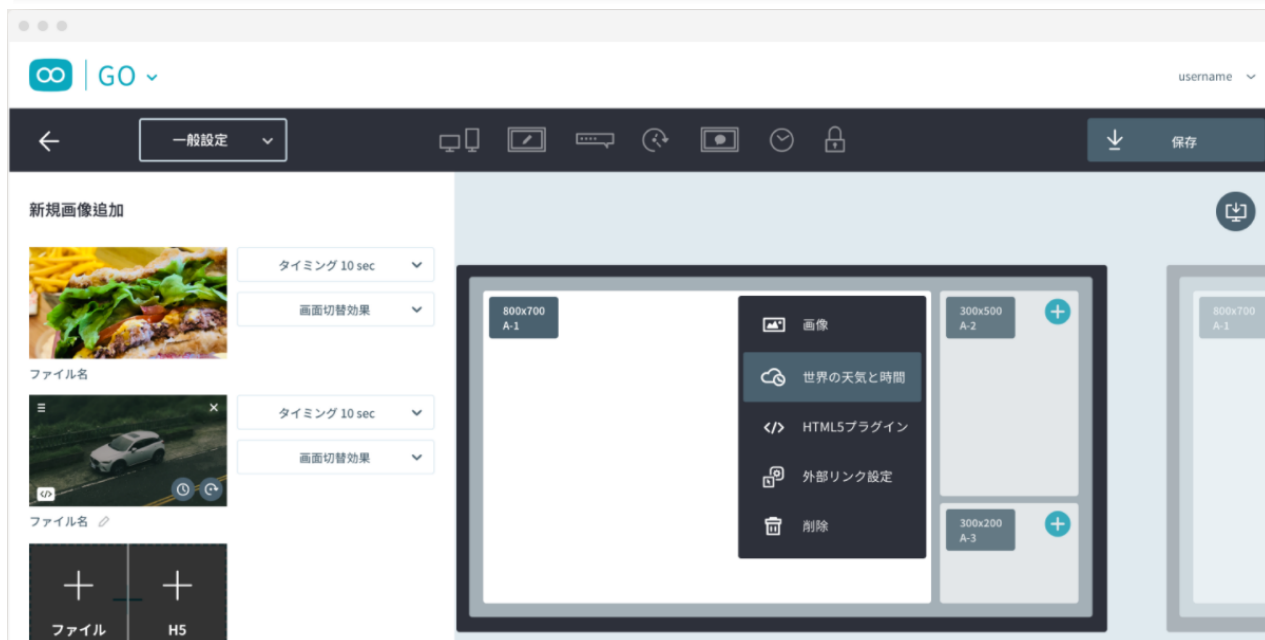 GO
username
一般設定
保存
新規画像追加
タイミング 10 sec
画面切替効果
ファイル名
タイミング 10 sec
画面切替効果
ファイル名
ファイル
H5
800x700
A-1
画像
世界の天気と時間
HTML5プラグイン
外部リンク設定
削除
300x500
A-2
300x200
A-3
800x700
A-1